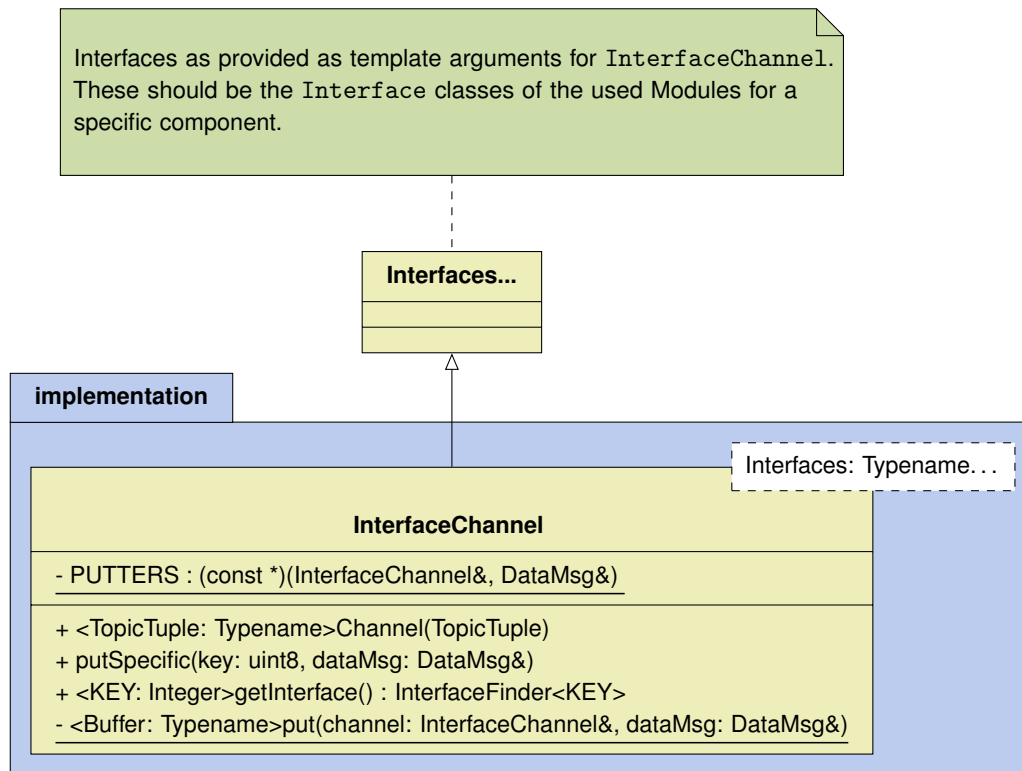 Interfaces as provided as template arguments for InterfaceChannel.
These should be the Interface classes of the used Modules for a
specific component.
Interfaces...
implementation
Interfaces: Typename...
InterfaceChannel
- PUTTERS : (const *)(InterfaceChannel&, DataMsg&)
+ <TopicTuple: Typename>Channel(TopicTuple)
+ putSpecific(key: uint8, dataMsg: DataMsg&)
+ <KEY: Integer>getInterface() : InterfaceFinder<KEY>
- <Buffer: Typename>put(channel: InterfaceChannel&, dataMsg: DataMsg&)